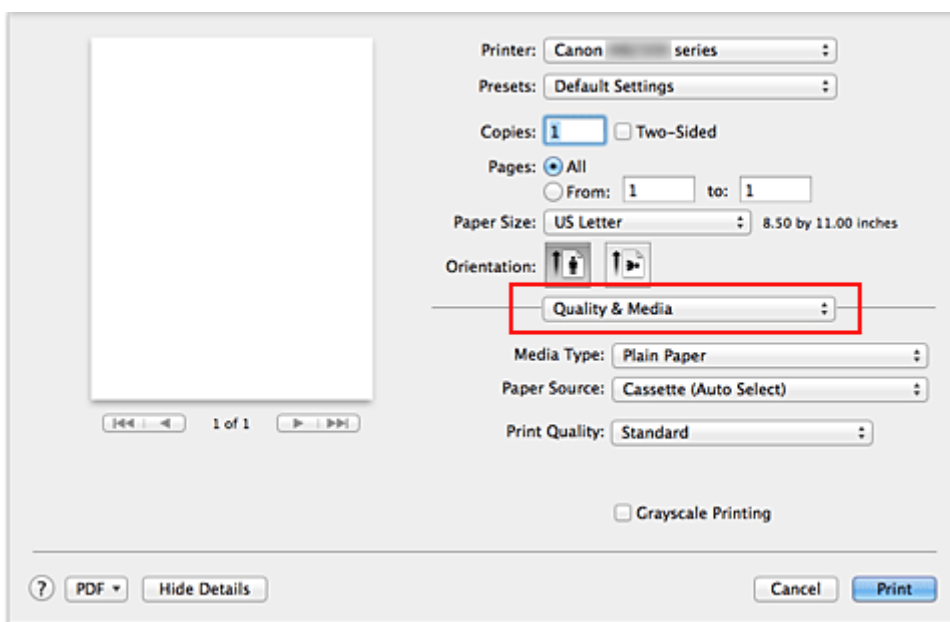 Printer: Canon series
Presets: Default Settings
Copies: 1 Two-Sided
Pages: All
From: 1 to: 1
Paper Size: US Letter 8.50 by 11.00 inches
Orientation:
Quality & Media
Media Type: Plain Paper
Paper Source: Cassette (Auto Select)
1 of 1
Print Quality: Standard
Grayscale Printing
? PDF Hide Details Cancel Print